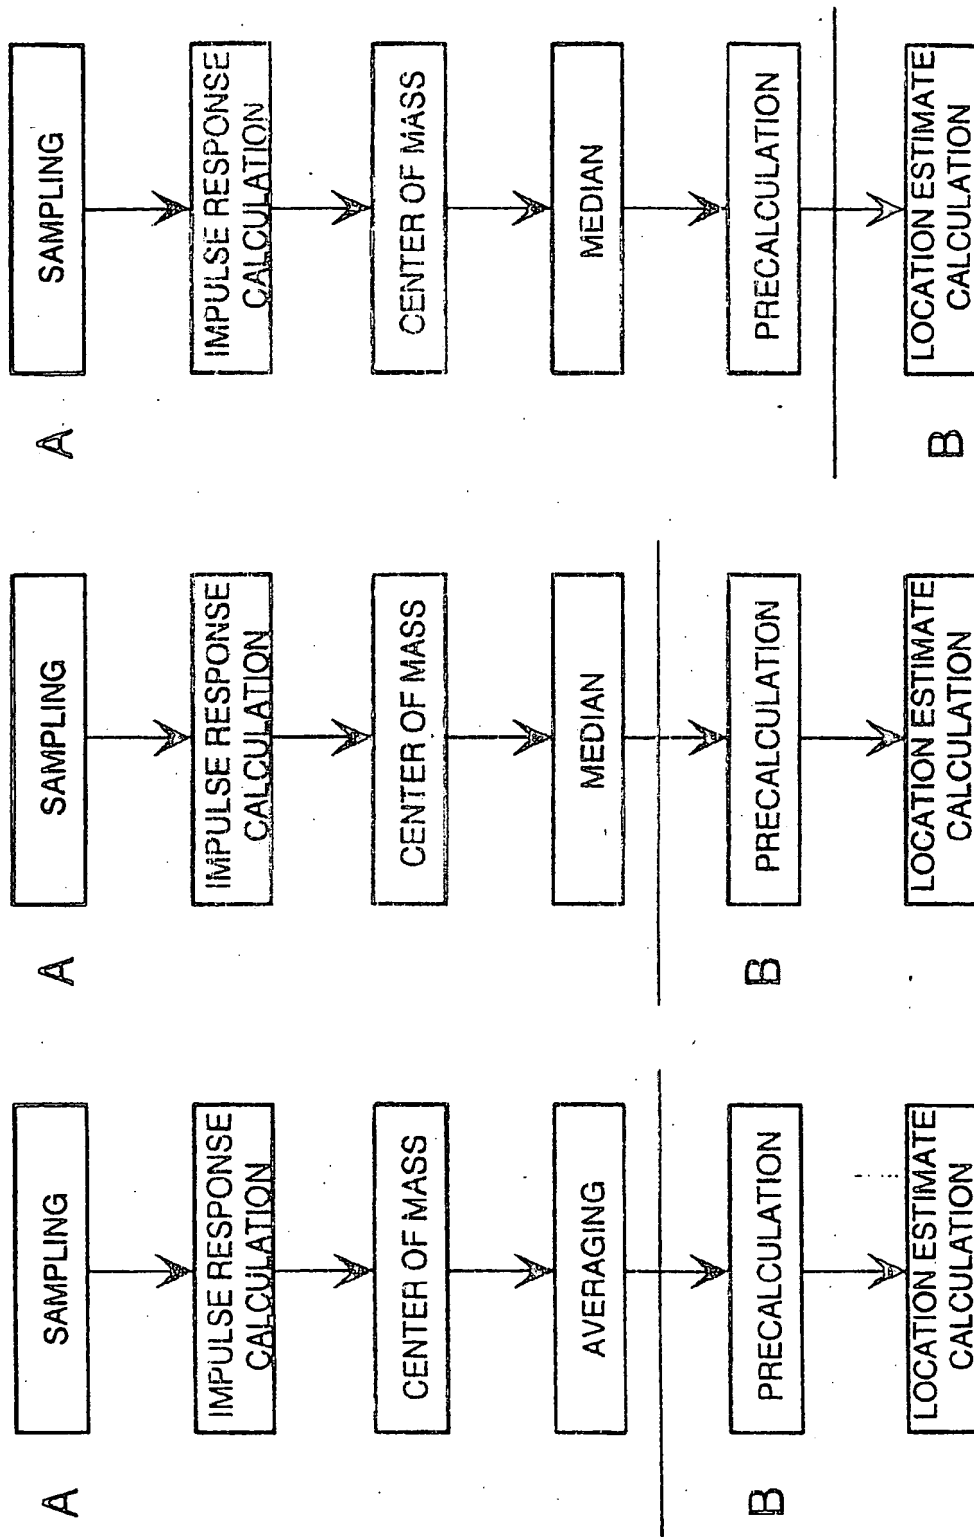 A
SAMPLING
IMPULSE RESPONSE
CALCULATION
CENTER OF MASS
AVERAGING
B
PRECALCULATION
LOCATION ESTIMATE
CALCULATION
A
SAMPLING
IMPULSE RESPONSE
CALCULATION
CENTER OF MASS
MEDIAN
B
PRECALCULATION
LOCATION ESTIMATE
CALCULATION
A
SAMPLING
IMPULSE RESPONSE
CALCULATION
CENTER OF MASS
MEDIAN
PRECALCULATION
B
LOCATION ESTIMATE
CALCULATION